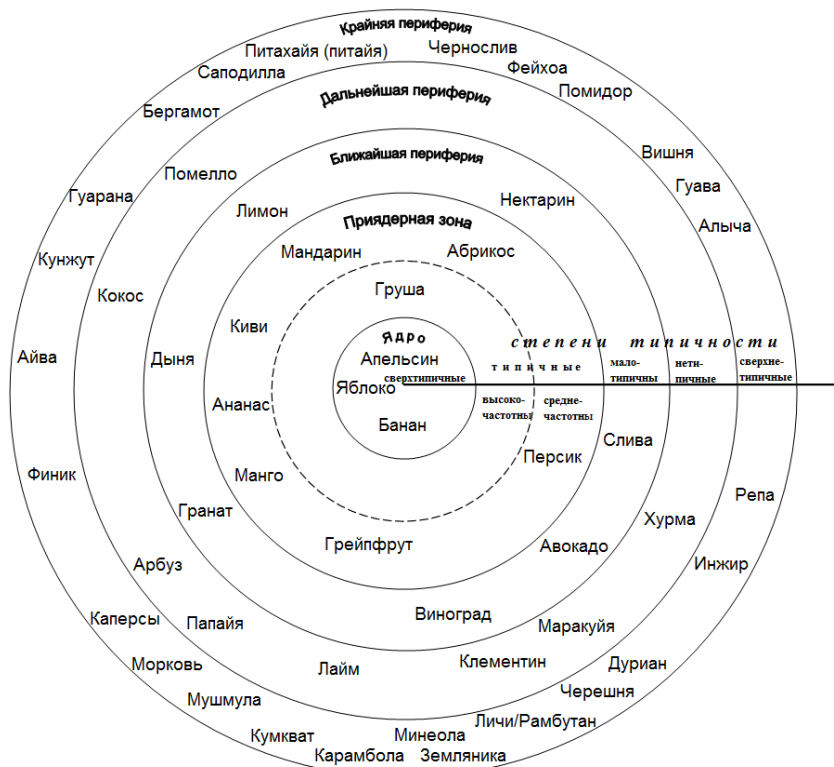 Крайняя периферия
Питахайя (питайя)
Чернослив
Саподилла
Фейхоа
Помидор
Бергамот
Дальнейшая периферия
Вишня
Ближайшая периферия
Помелло
Гуава
Гуарана
Нектарин
Лимон
Алыча
Приядерная зона
Мандарин
Абрикос
Кунжут
Груша
Кокос
Киви
Ядро
степени типичности
Айва
Дыня
Апельсин
типичные
мало-
типичны
нети-
пичные
сверхне-
типичные
сверхтипичные
Яблоко
Ананас
высоко-
частотны
средне-
частотны
Банан
Слива
Персик
Финик
Манго
Репа
Гранат
Хурма
Грейпфрут
Авокадо
Арбуз
Инжир
Каперсы
Папайя
Виноград
Маракуйя
Морковь
Лайм
Клементин
Дуриан
Мушмула
Черешня
Личи/Рамбутан
Кумкват
Минеола
Карамбола
Земляника